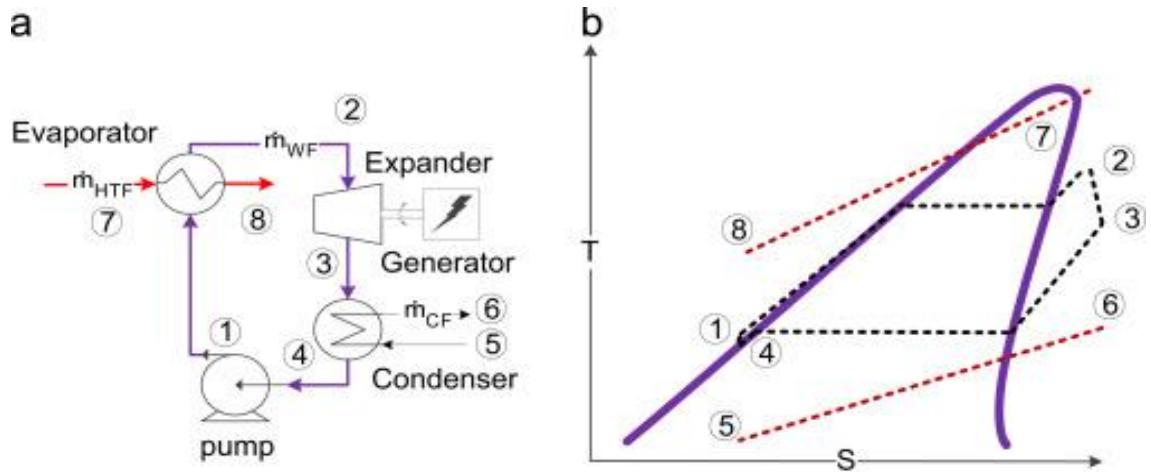 a
Evaporator
②
ṁWF
Expander
ṁHTF
⑦
⑧
③
Generator
ṁCF
⑥
⑤
①
④
Condenser
pump
b
T
⑦
②
⑧
③
①
④
⑥
⑤
S